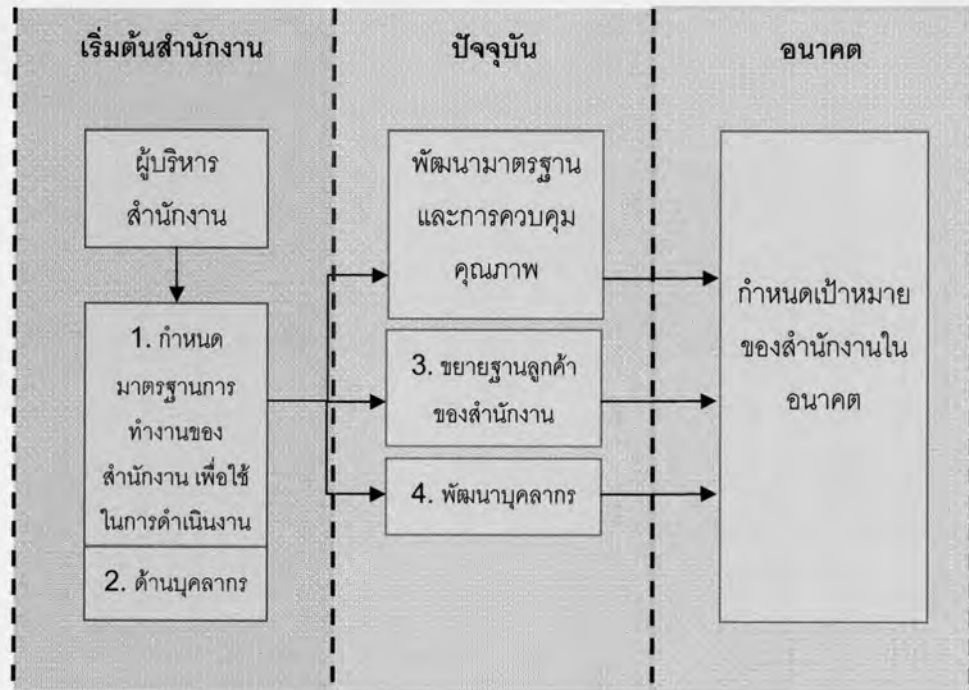 เริ่มต้นสำนักงาน
ผู้บริหาร
สำนักงาน
1. กำหนด
มาตรฐานการ
ทำงานของ
สำนักงาน เพื่อใช้
ในการดำเนินงาน
2. ด้านบุคลากร
ปัจจุบัน
พัฒนามาตรฐาน
และการควบคุม
คุณภาพ
3. ขยายฐานลูกค้า
ของสำนักงาน
4. พัฒนาบุคลากร
อนาคต
กำหนดเป้าหมาย
ของสำนักงานใน
อนาคต